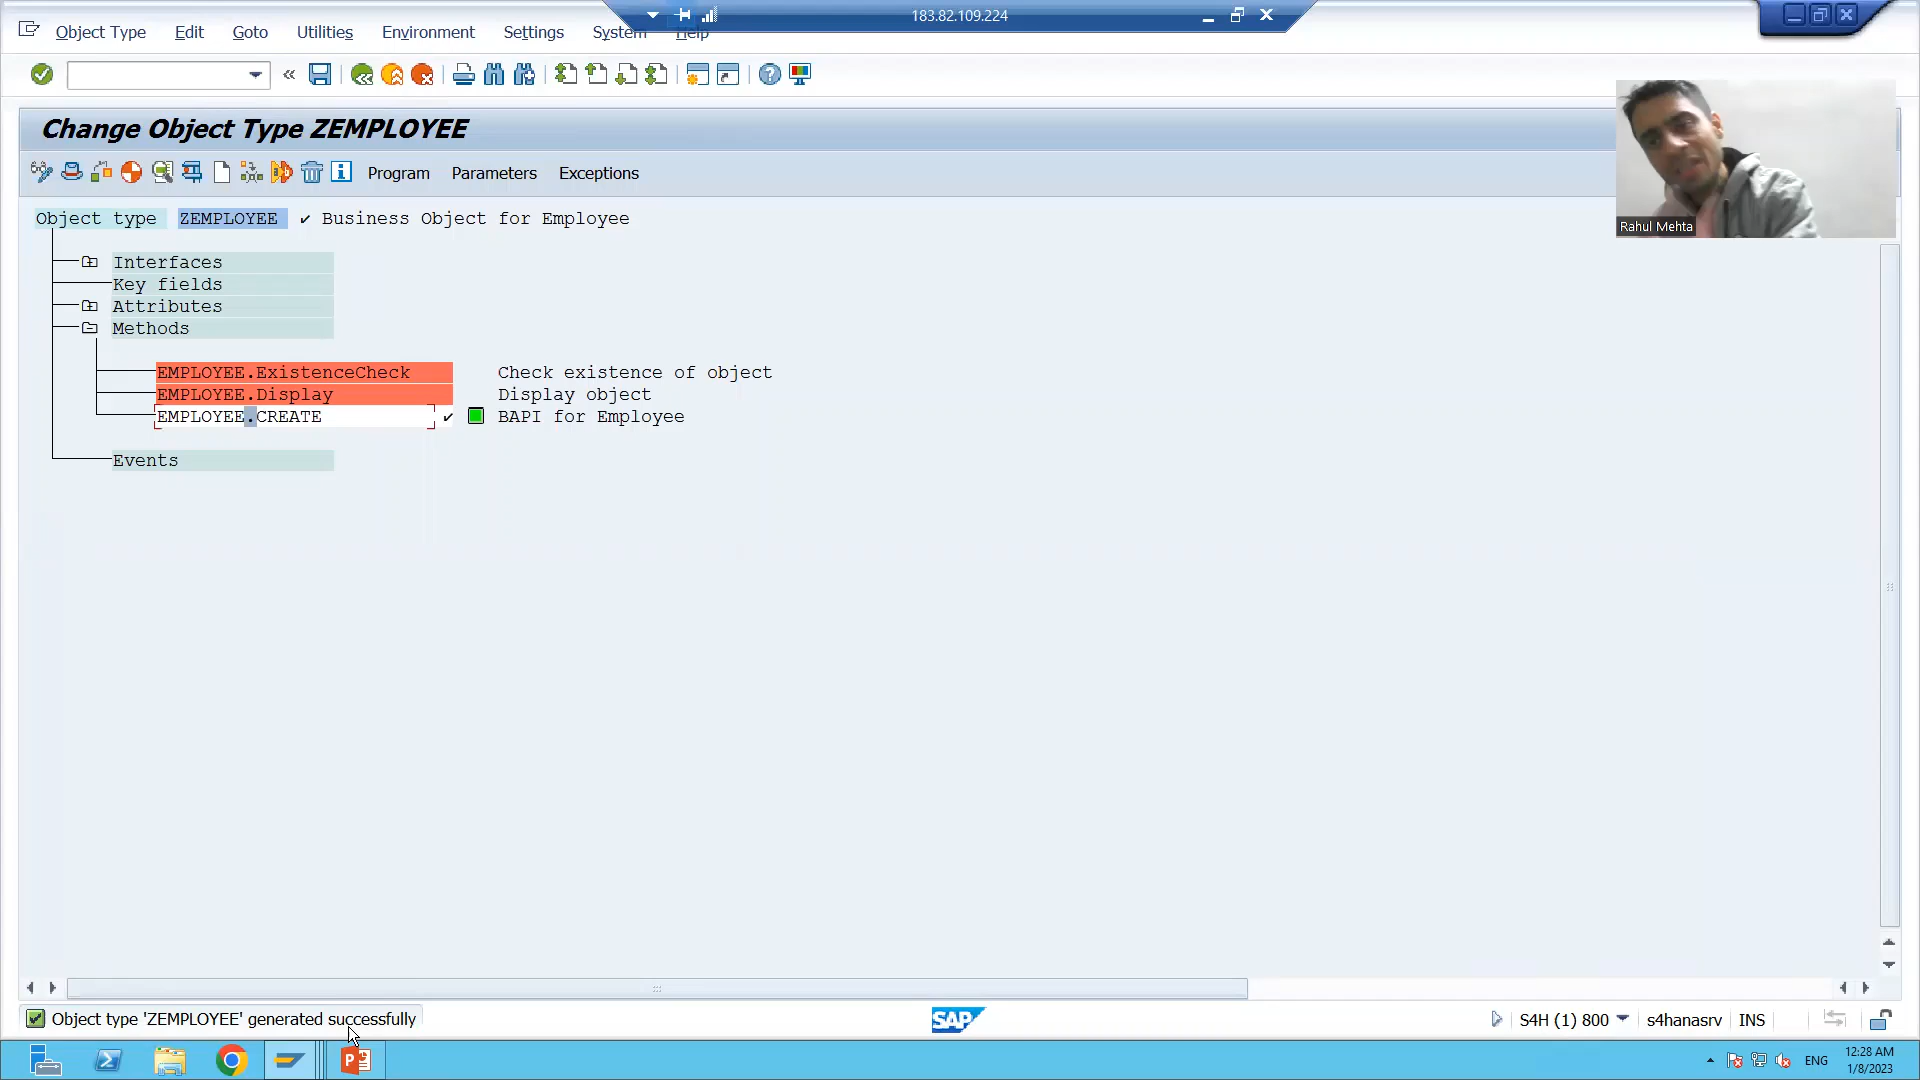 183.82.109.224
Object Type Edit Goto Utilities Environment Settings System Help
Change Object Type ZEMPLOYEE
Program Parameters Exceptions
Object type ZEMPLOYEE ✔ Business Object for Employee
Rahul Mehta
Interfaces
Key fields
Attributes
Methods
EMPLOYEE.ExistenceCheck Check existence of object
EMPLOYEE.Display Display object
EMPLOYEE.CREATE ✔ BAPI for Employee
Events
Object type 'ZEMPLOYEE' generated successfully
SAP
S4H (1) 800 s4hanasrv INS
ENG
12:28 AM
1/8/2023